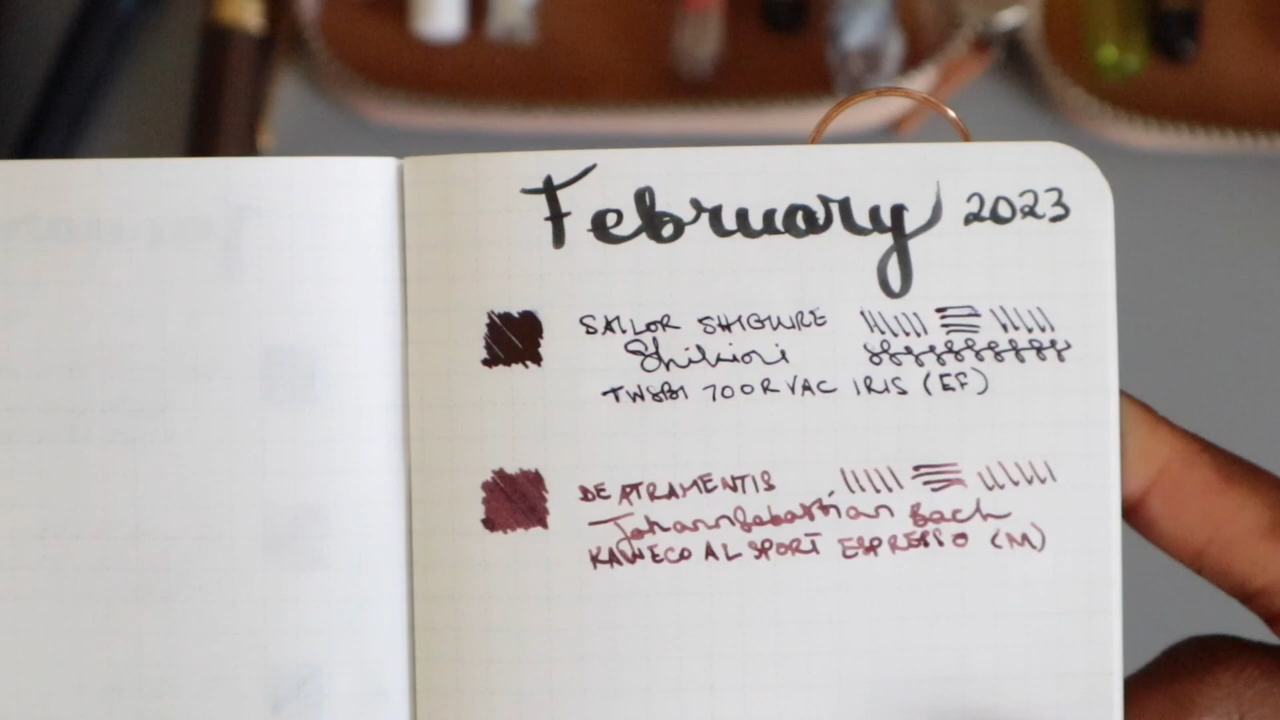 February 2023
SAILOR SHIGURE
Shikiori
TWSBI 700R VAC IRIS (EF)
DE ATRAMENTIS
Johann Sebastian Bach
KAWECO AL SPORT ESPRESSO (M)